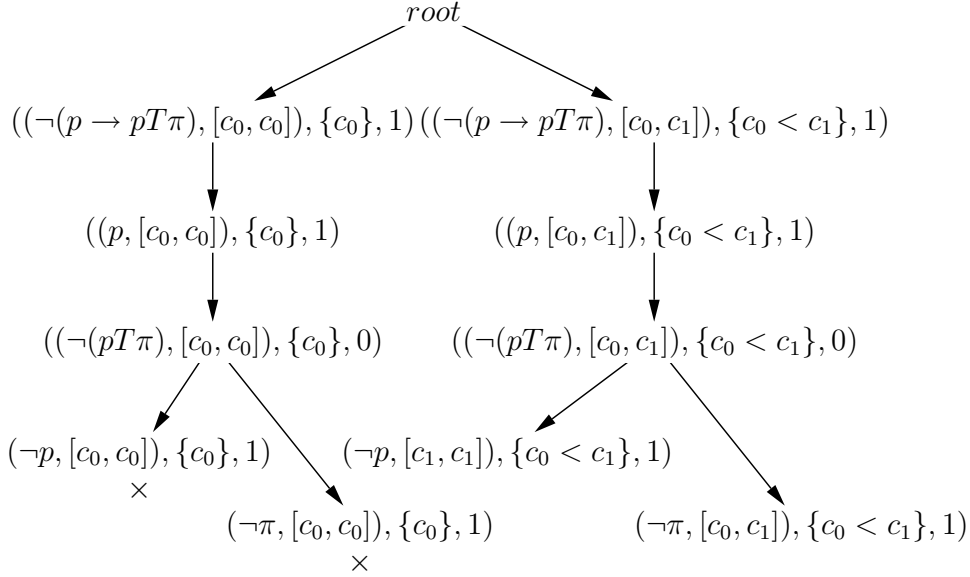 root
((¬(p → pTπ), [c₀, c₀]), {c₀}, 1) ((¬(p → pTπ), [c₀, c₁]), {c₀ < c₁}, 1)
((p, [c₀, c₀]), {c₀}, 1) ((p, [c₀, c₁]), {c₀ < c₁}, 1)
((¬(pTπ), [c₀, c₀]), {c₀}, 0) ((¬(pTπ), [c₀, c₁]), {c₀ < c₁}, 0)
(¬p, [c₀, c₀]), {c₀}, 1) (¬p, [c₁, c₁]), {c₀ < c₁}, 1)
×
(¬π, [c₀, c₀]), {c₀}, 1) (¬π, [c₀, c₁]), {c₀ < c₁}, 1)
×